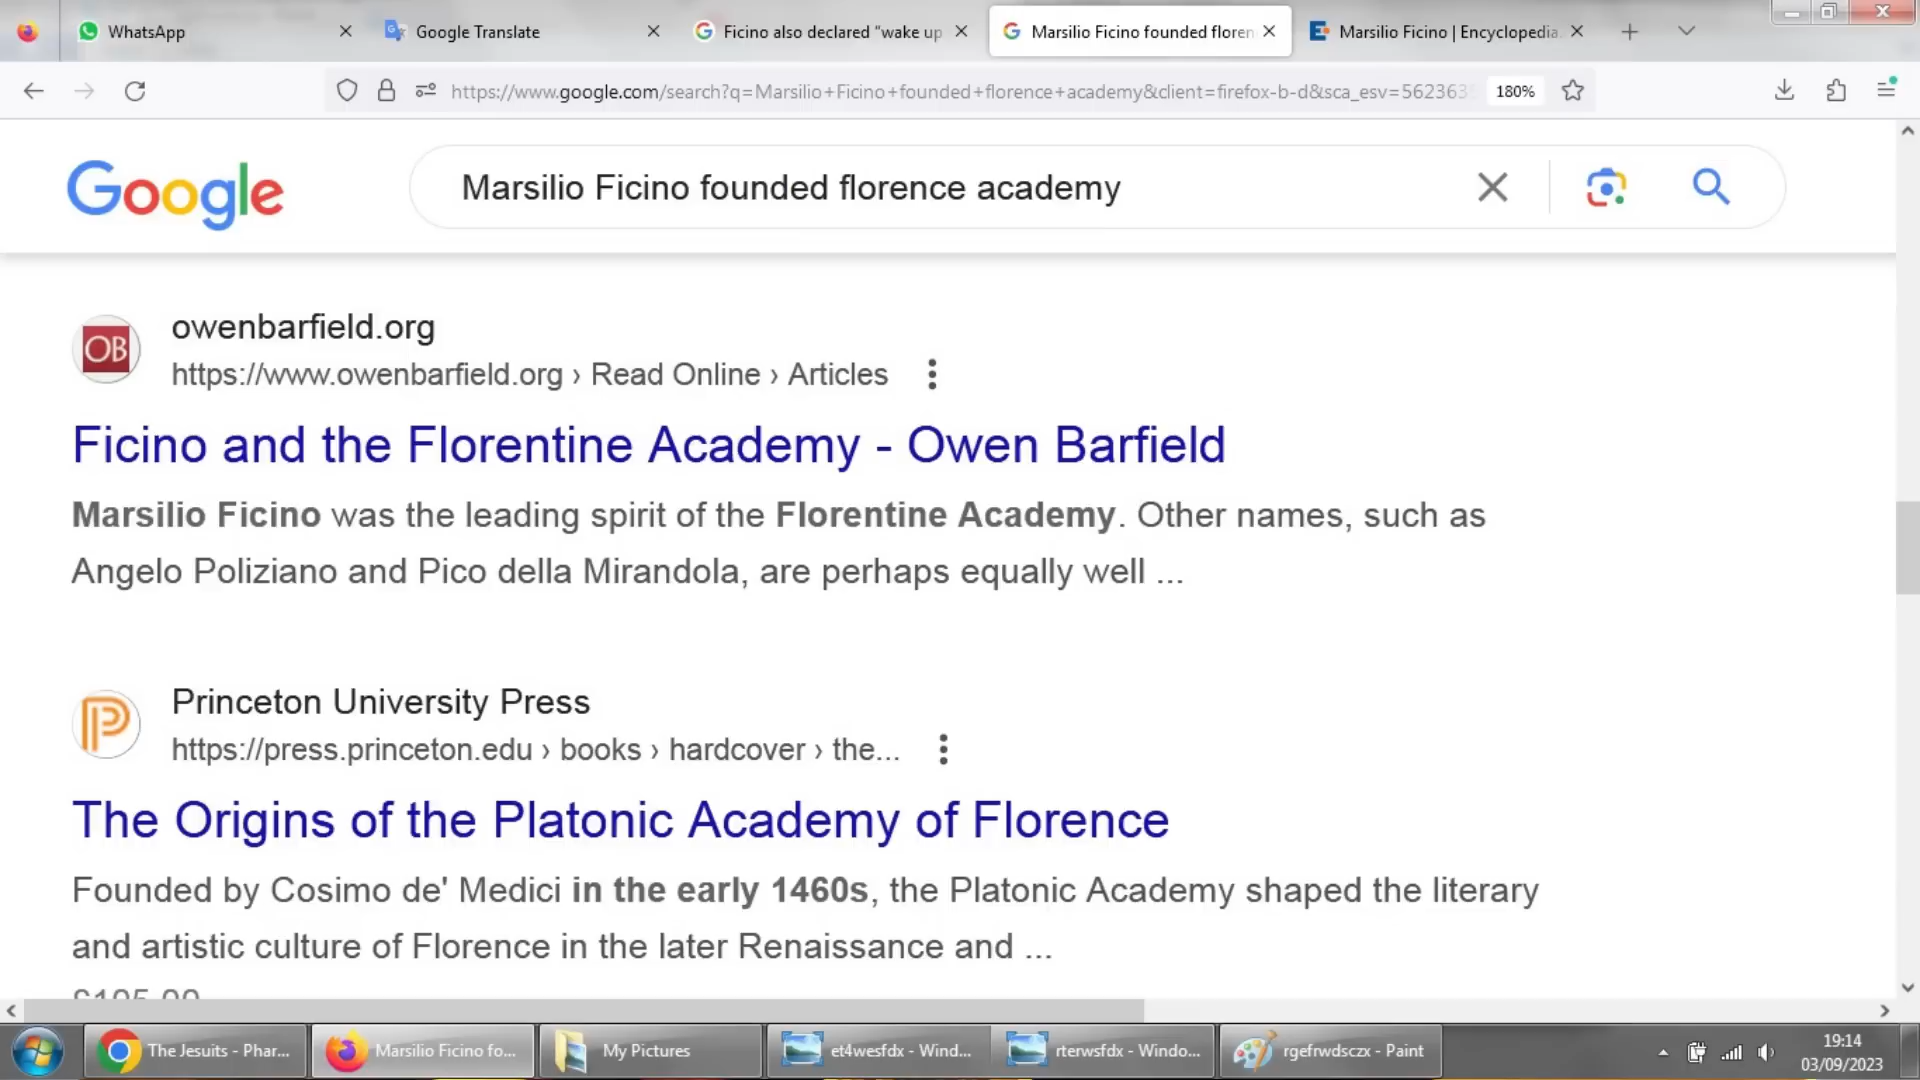 WhatsApp
Google Translate
Ficino also declared "wake up
Marsilio Ficino founded floren
Marsilio Ficino | Encyclopedia.
https://www.google.com/search?q=Marsilio+Ficino+founded+florence+academy&client=firefox-b-d&sca_esv=562363
180%
Google
Marsilio Ficino founded florence academy
OB
owenbarfield.org
https://www.owenbarfield.org › Read Online › Articles
Ficino and the Florentine Academy - Owen Barfield
Marsilio Ficino was the leading spirit of the Florentine Academy. Other names, such as
Angelo Poliziano and Pico della Mirandola, are perhaps equally well ...
Princeton University Press
https://press.princeton.edu › books › hardcover › the...
The Origins of the Platonic Academy of Florence
Founded by Cosimo de' Medici in the early 1460s, the Platonic Academy shaped the literary
and artistic culture of Florence in the later Renaissance and ...
The Jesuits - Phar...
Marsilio Ficino fo...
My Pictures
et4wesfdx - Wind...
rterwsfdx - Windo...
rgefrwdsczx - Paint
19:14
03/09/2023